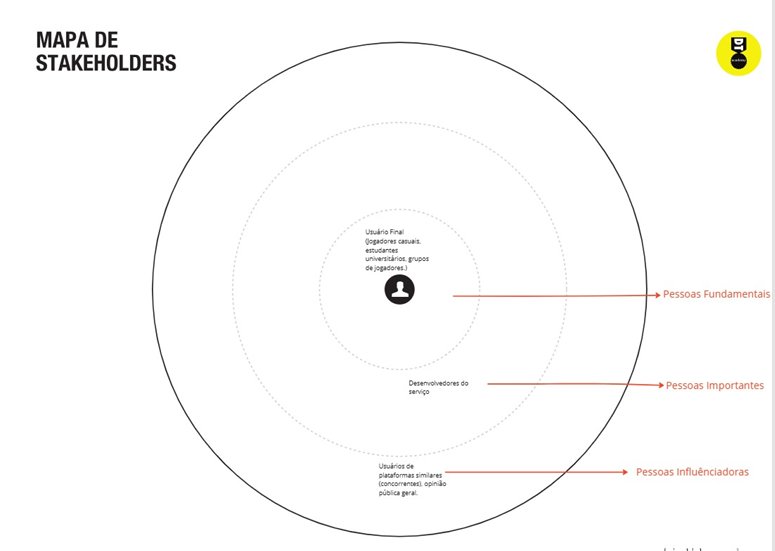 MAPA DE
STAKEHOLDERS
Usuário Final
(jogadores casuais,
estudantes
universitários, grupos
de jogadores.)
Pessoas Fundamentais
Desenvolvedores do
serviço
Pessoas Importantes
Usuários de
plataformas similares
(concorrentes), opinião
pública geral.
Pessoas Influênciadoras